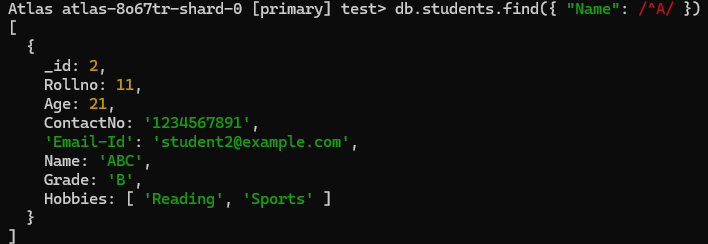 Atlas atlas-8o67tr-shard-0 [primary] test> db.students.find({ "Name": /^A/ })
[
  {
    _id: 2,
    Rollno: 11,
    Age: 21,
    ContactNo: '1234567891',
    'Email-Id': 'student2@example.com',
    Name: 'ABC',
    Grade: 'B',
    Hobbies: [ 'Reading', 'Sports' ]
  }
]